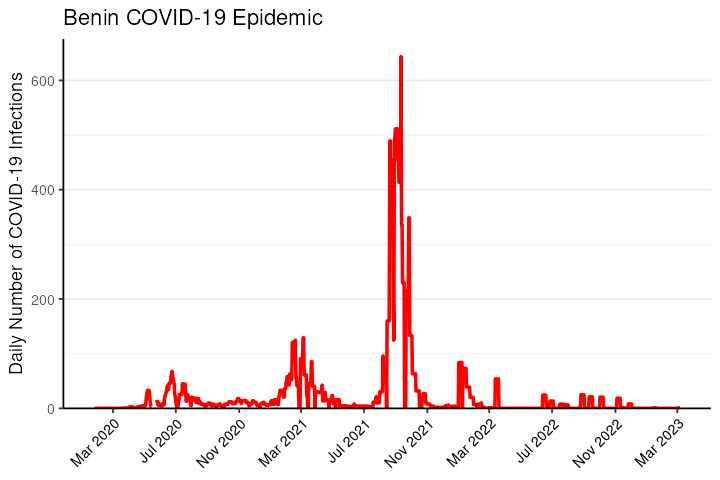 Benin COVID-19 Epidemic
Daily Number of COVID-19 Infections
600
400
200
0
Mar 2020
Jul 2020
Nov 2020
Mar 2021
Jul 2021
Nov 2021
Mar 2022
Jul 2022
Nov 2022
Mar 2023